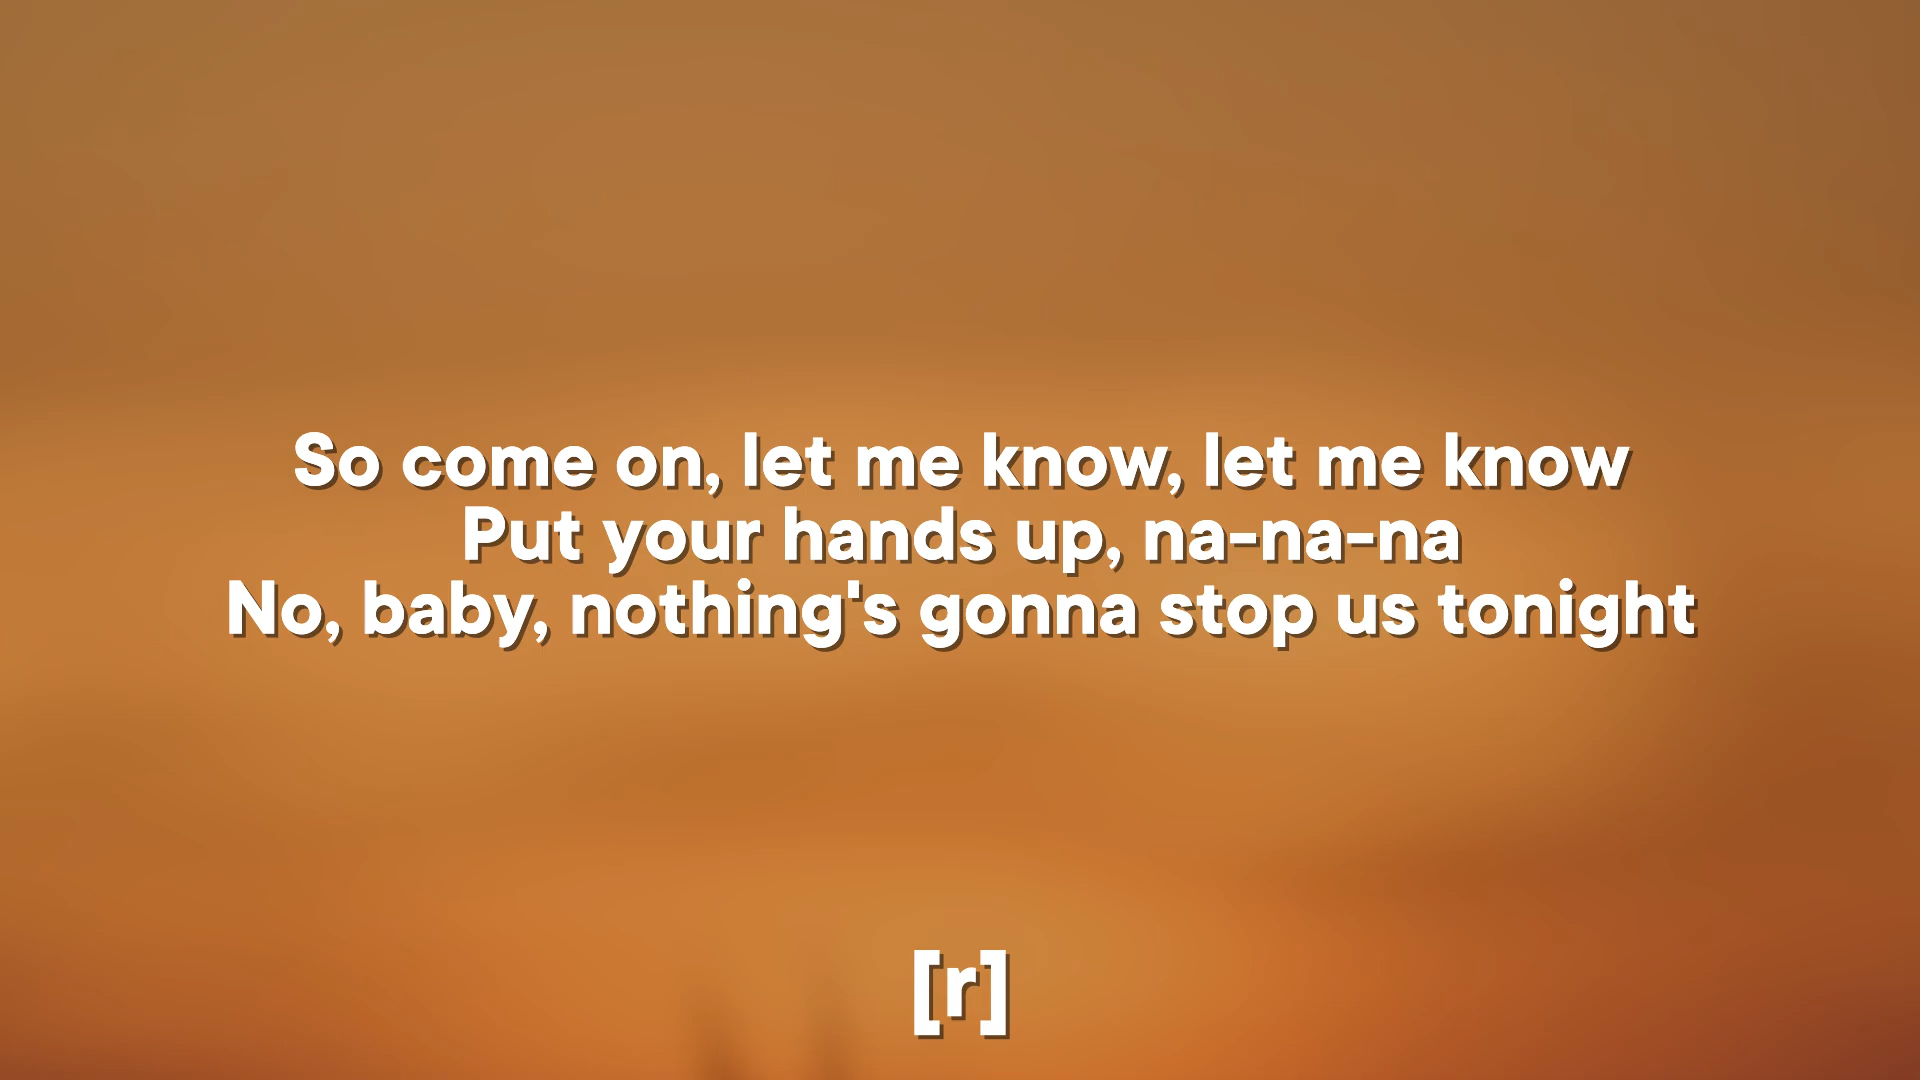 So come on, let me know, let me know
Put your hands up, na-na-na
No, baby, nothing's gonna stop us tonight
[r]